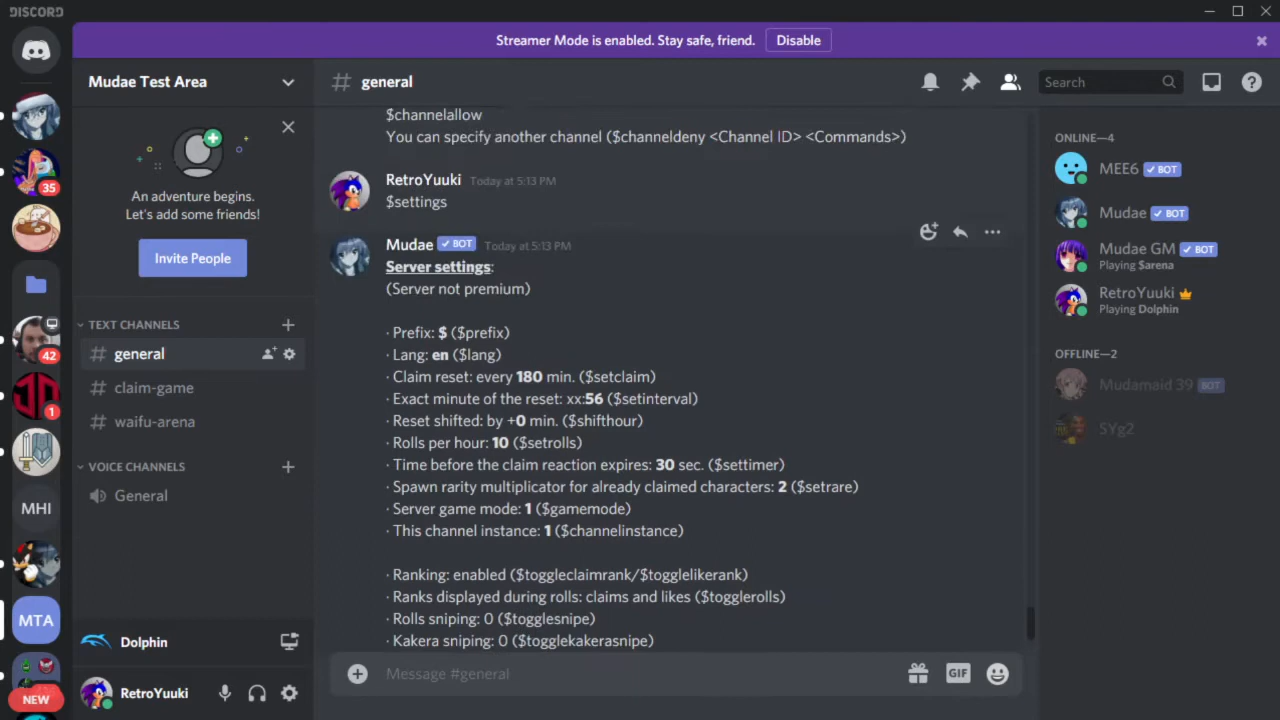 DISCORD
Streamer Mode is enabled. Stay safe, friend.
Disable
Mudae Test Area
general
Search
An adventure begins.
Let's add some friends!
Invite People
TEXT CHANNELS
general
claim-game
waifu-arena
VOICE CHANNELS
General
35
42
1
MHI
MTA
NEW
Dolphin
RetroYuuki
$channelallow
You can specify another channel ($channeldeny <Channel ID> <Commands>)
RetroYuuki Today at 5:13 PM
$settings
Mudae ✓ BOT Today at 5:13 PM
Server settings:
(Server not premium)
· Prefix: $ ($prefix)
· Lang: en ($lang)
· Claim reset: every 180 min. ($setclaim)
· Exact minute of the reset: xx:56 ($setinterval)
· Reset shifted: by +0 min. ($shifthour)
· Rolls per hour: 10 ($setrolls)
· Time before the claim reaction expires: 30 sec. ($settimer)
· Spawn rarity multiplicator for already claimed characters: 2 ($setrare)
· Server game mode: 1 ($gamemode)
· This channel instance: 1 ($channelinstance)
· Ranking: enabled ($toggleclaimrank/$togglelikerank)
· Ranks displayed during rolls: claims and likes ($togglerolls)
· Rolls sniping: 0 ($togglesnipe)
· Kakera sniping: 0 ($togglekakerasnipe)
Message #general
GIF
ONLINE—4
MEE6 ✓ BOT
Mudae ✓ BOT
Mudae GM ✓ BOT
Playing $arena
RetroYuuki
Playing Dolphin
OFFLINE—2
Mudamaid 39 BOT
SYg2